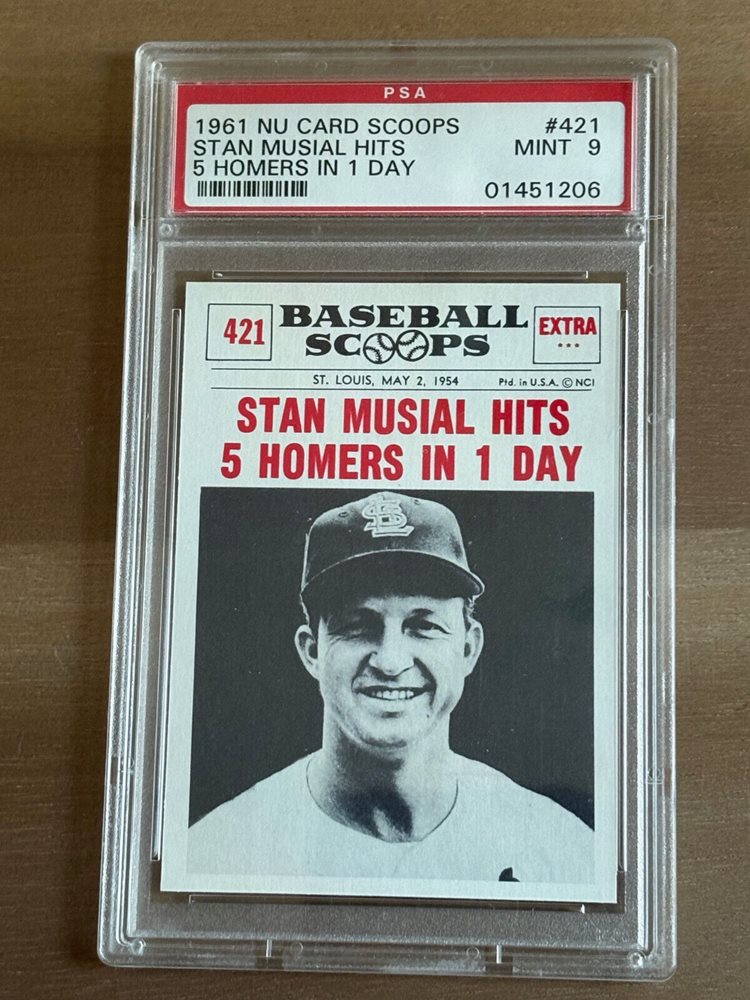 PSA
1961 NU CARD SCOOPS #421
STAN MUSIAL HITS MINT 9
5 HOMERS IN 1 DAY
01451206
421 BASEBALL EXTRA
SCOOPS
ST. LOUIS, MAY 2, 1954 Ptd. in U.S.A. © NCI
STAN MUSIAL HITS
5 HOMERS IN 1 DAY
STL